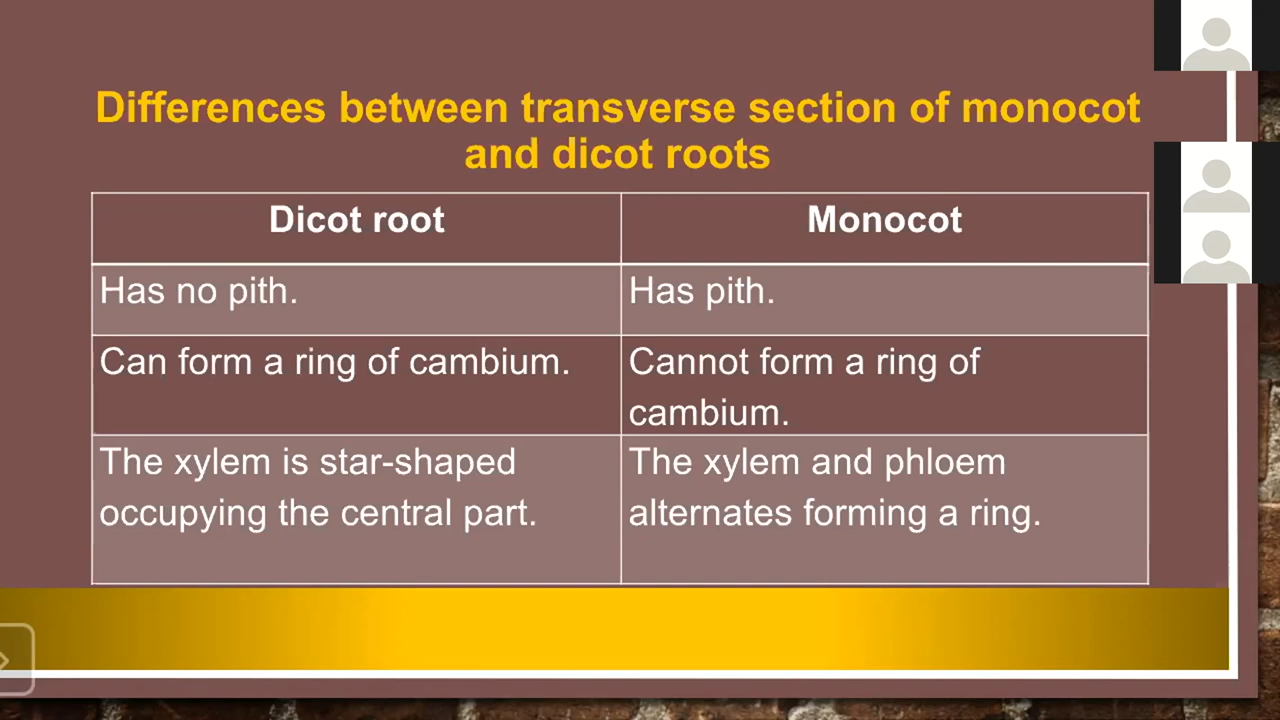 Differences between transverse section of monocot
and dicot roots
Dicot root
Monocot
Has no pith.
Has pith.
Can form a ring of cambium.
Cannot form a ring of
cambium.
The xylem is star-shaped
occupying the central part.
The xylem and phloem
alternates forming a ring.